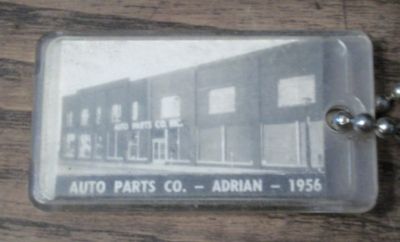 AUTO PARTS CO. INC.
AUTO PARTS CO. – ADRIAN – 1956